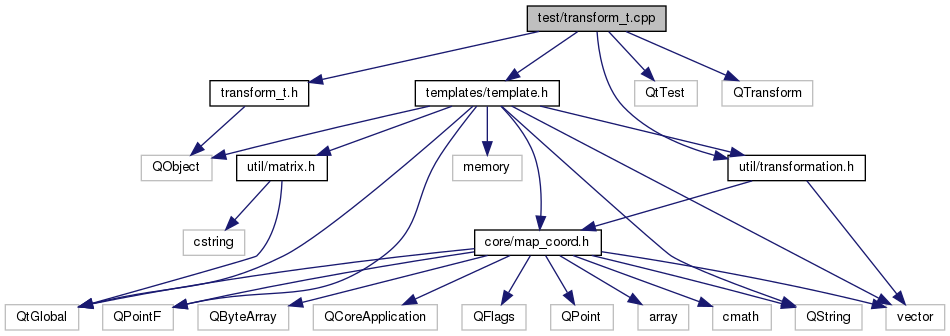 test/transform_t.cpp
transform_t.h
templates/template.h
QtTest
QTransform
QObject
util/matrix.h
memory
util/transformation.h
cstring
core/map_coord.h
QtGlobal
QPointF
QByteArray
QCoreApplication
QFlags
QPoint
array
cmath
QString
vector